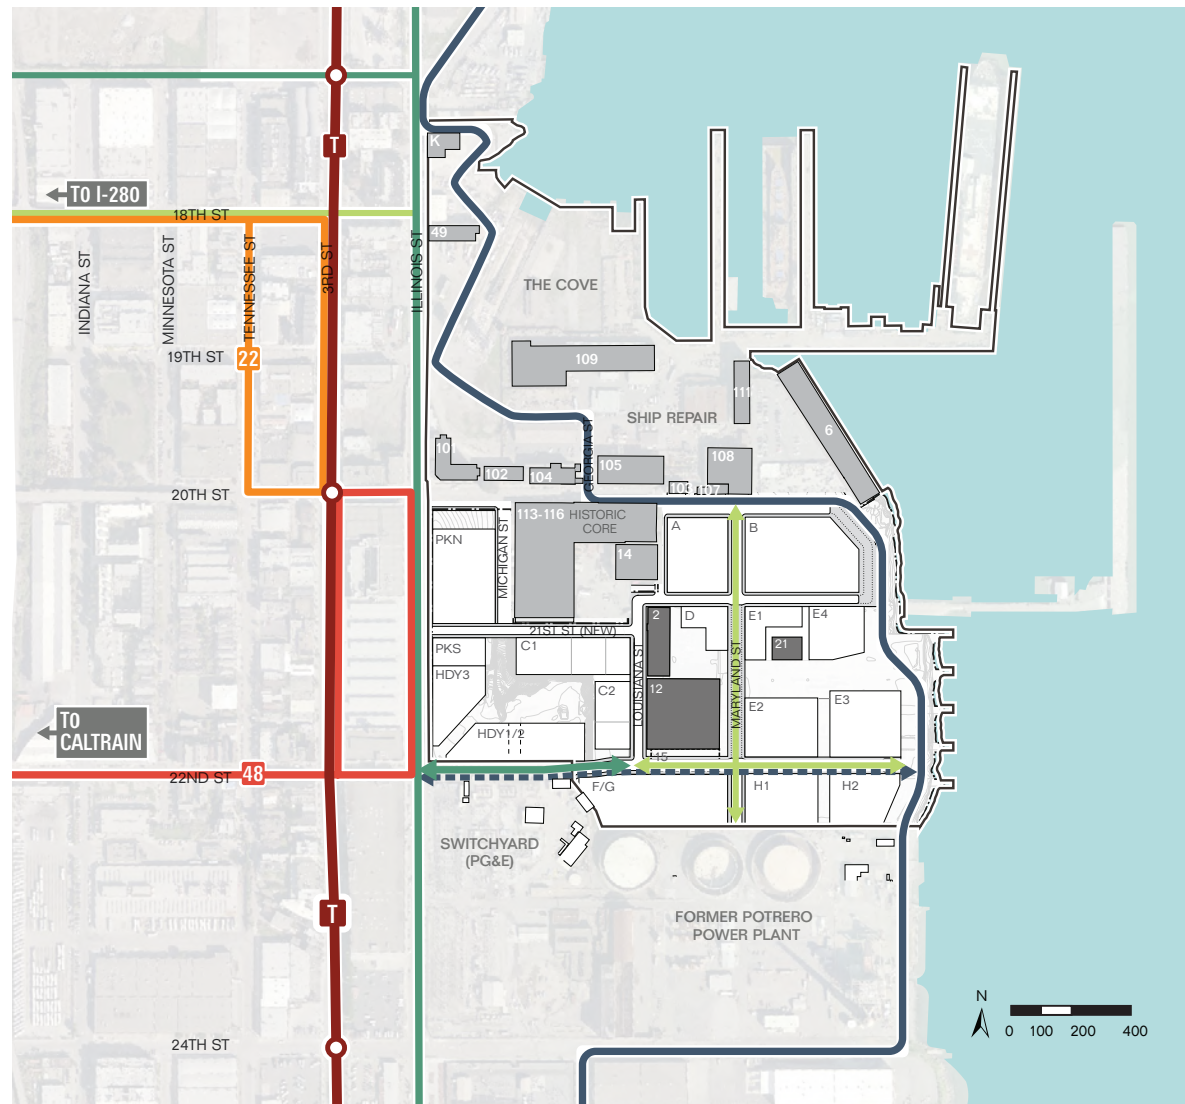 T
K
TO I-280
18TH ST
49
INDIANA ST
MINNESOTA ST
TENNESSEE ST
3RD ST
ILLINOIS ST
THE COVE
19TH ST
22
109
111
SHIP REPAIR
6
GEORGIA ST
101
102
104
105
108
103
107
20TH ST
113-116
HISTORIC
CORE
A
B
PKN
MICHIGAN ST
14
2
D
E1
E4
21ST ST (NEW)
C1
21
PKS
HDY3
LOUISIANA ST
MARYLAND ST
C2
12
E2
E3
TO
CALTRAIN
HDY1/2
15
22ND ST
48
F/G
H1
H2
SWITCHYARD
(PG&E)
T
FORMER POTRERO
POWER PLANT
N
0 100 200 400
24TH ST